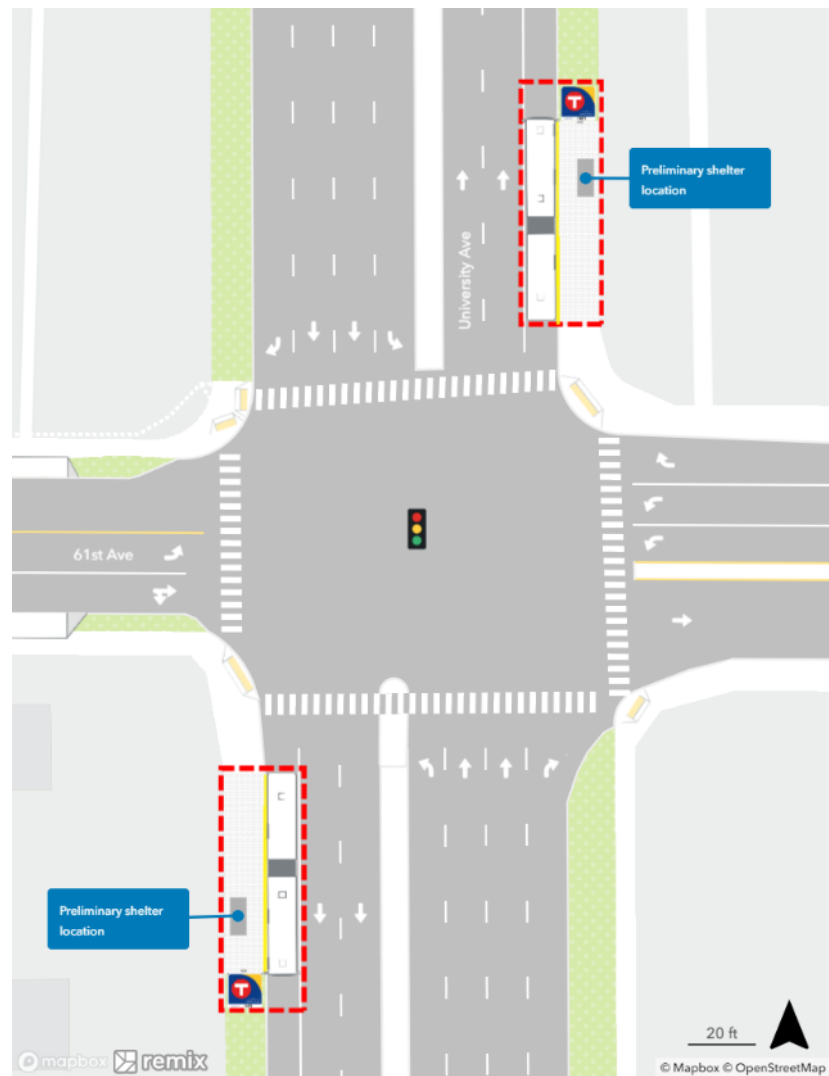 T
Preliminary shelter
location
University Ave
61st Ave
Preliminary shelter
location
T
20 ft
mapbox remix
© Mapbox © OpenStreetMap